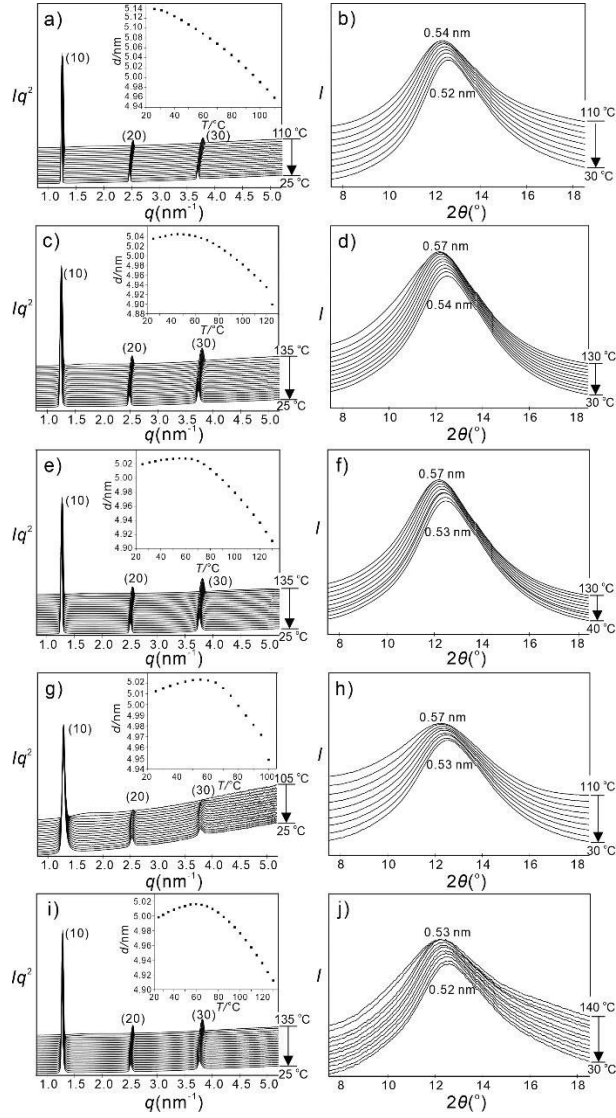 a)
Iq²
(10)
d/nm
5.14
5.12
5.10
5.08
5.06
5.04
5.02
5.00
4.98
4.96
4.94
20 40 60 80 100
T/°C
(20)
(30)
110 °C
25 °C
1.0 1.5 2.0 2.5 3.0 3.5 4.0 4.5 5.0
q(nm⁻¹)
b)
I
0.54 nm
0.52 nm
110 °C
30 °C
8 10 12 14 16 18
2θ(°)
c)
Iq²
(10)
d/nm
5.04
5.02
5.00
4.98
4.96
4.94
4.92
4.90
4.88
20 40 60 80 100 120
T/°C
(20)
(30)
135 °C
25 °C
1.0 1.5 2.0 2.5 3.0 3.5 4.0 4.5 5.0
q(nm⁻¹)
d)
I
0.57 nm
0.54 nm
130 °C
30 °C
8 10 12 14 16 18
2θ(°)
e)
Iq²
(10)
d/nm
5.02
5.00
4.98
4.96
4.94
4.92
4.90
20 40 60 80 100 120
T/°C
(20)
(30)
135 °C
25 °C
1.0 1.5 2.0 2.5 3.0 3.5 4.0 4.5 5.0
q(nm⁻¹)
f)
I
0.57 nm
0.53 nm
130 °C
40 °C
8 10 12 14 16 18
2θ(°)
g)
Iq²
(10)
d/nm
5.02
5.01
5.00
4.99
4.98
4.97
4.96
4.95
4.94
20 40 60 80 100
T/°C
(20)
(30)
105 °C
25 °C
1.0 1.5 2.0 2.5 3.0 3.5 4.0 4.5 5.0
q(nm⁻¹)
h)
I
0.57 nm
0.53 nm
110 °C
30 °C
8 10 12 14 16 18
2θ(°)
i)
Iq²
(10)
d/nm
5.02
5.00
4.98
4.96
4.94
4.92
4.90
20 40 60 80 100 120
T/°C
(20)
(30)
135 °C
25 °C
1.0 1.5 2.0 2.5 3.0 3.5 4.0 4.5 5.0
q(nm⁻¹)
j)
I
0.53 nm
0.52 nm
140 °C
30 °C
8 10 12 14 16 18
2θ(°)